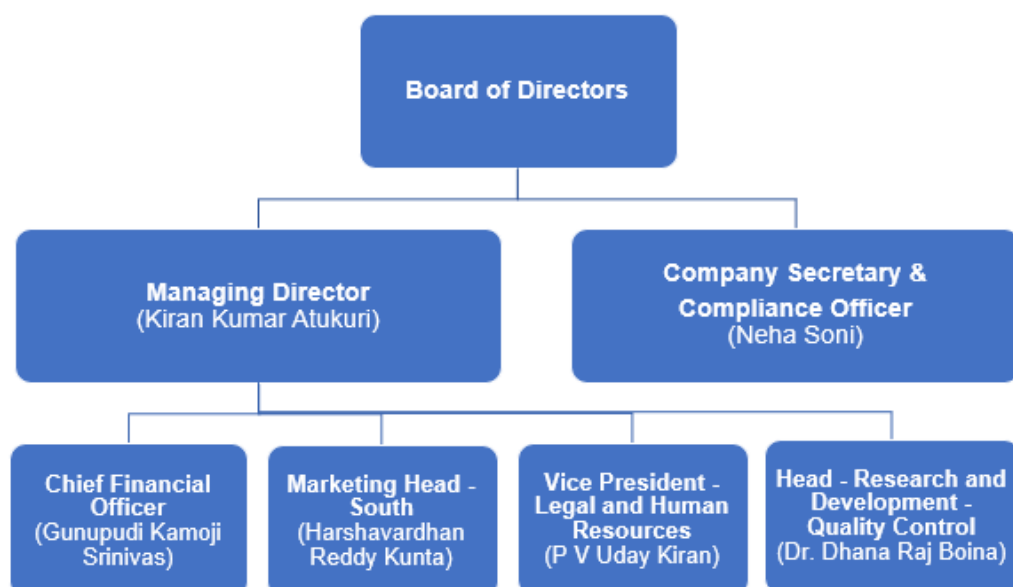 Board of Directors
Managing Director
(Kiran Kumar Atukuri)
Company Secretary &
Compliance Officer
(Neha Soni)
Chief Financial
Officer
(Gunupudi Kamoji
Srinivas)
Marketing Head -
South
(Harshavardhan
Reddy Kunta)
Vice President -
Legal and Human
Resources
(P V Uday Kiran)
Head - Research and
Development -
Quality Control
(Dr. Dhana Raj Boina)